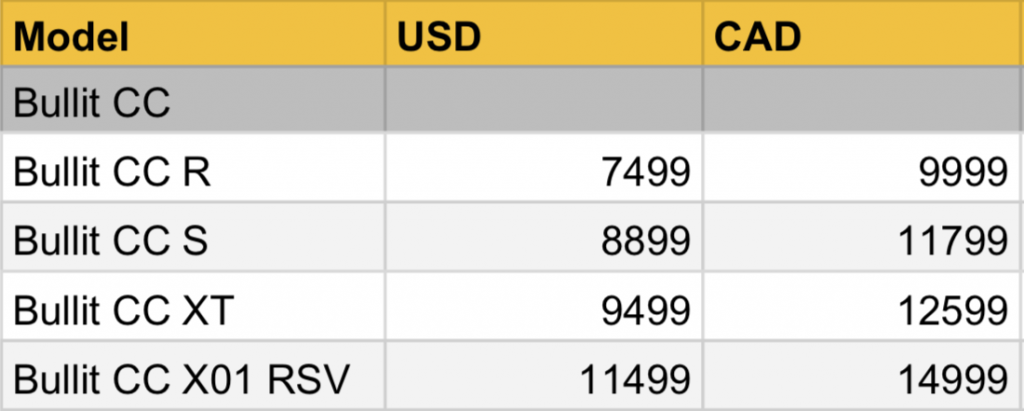 Model USD CAD
Bullit CC
Bullit CC R 7499 9999
Bullit CC S 8899 11799
Bullit CC XT 9499 12599
Bullit CC X01 RSV 11499 14999